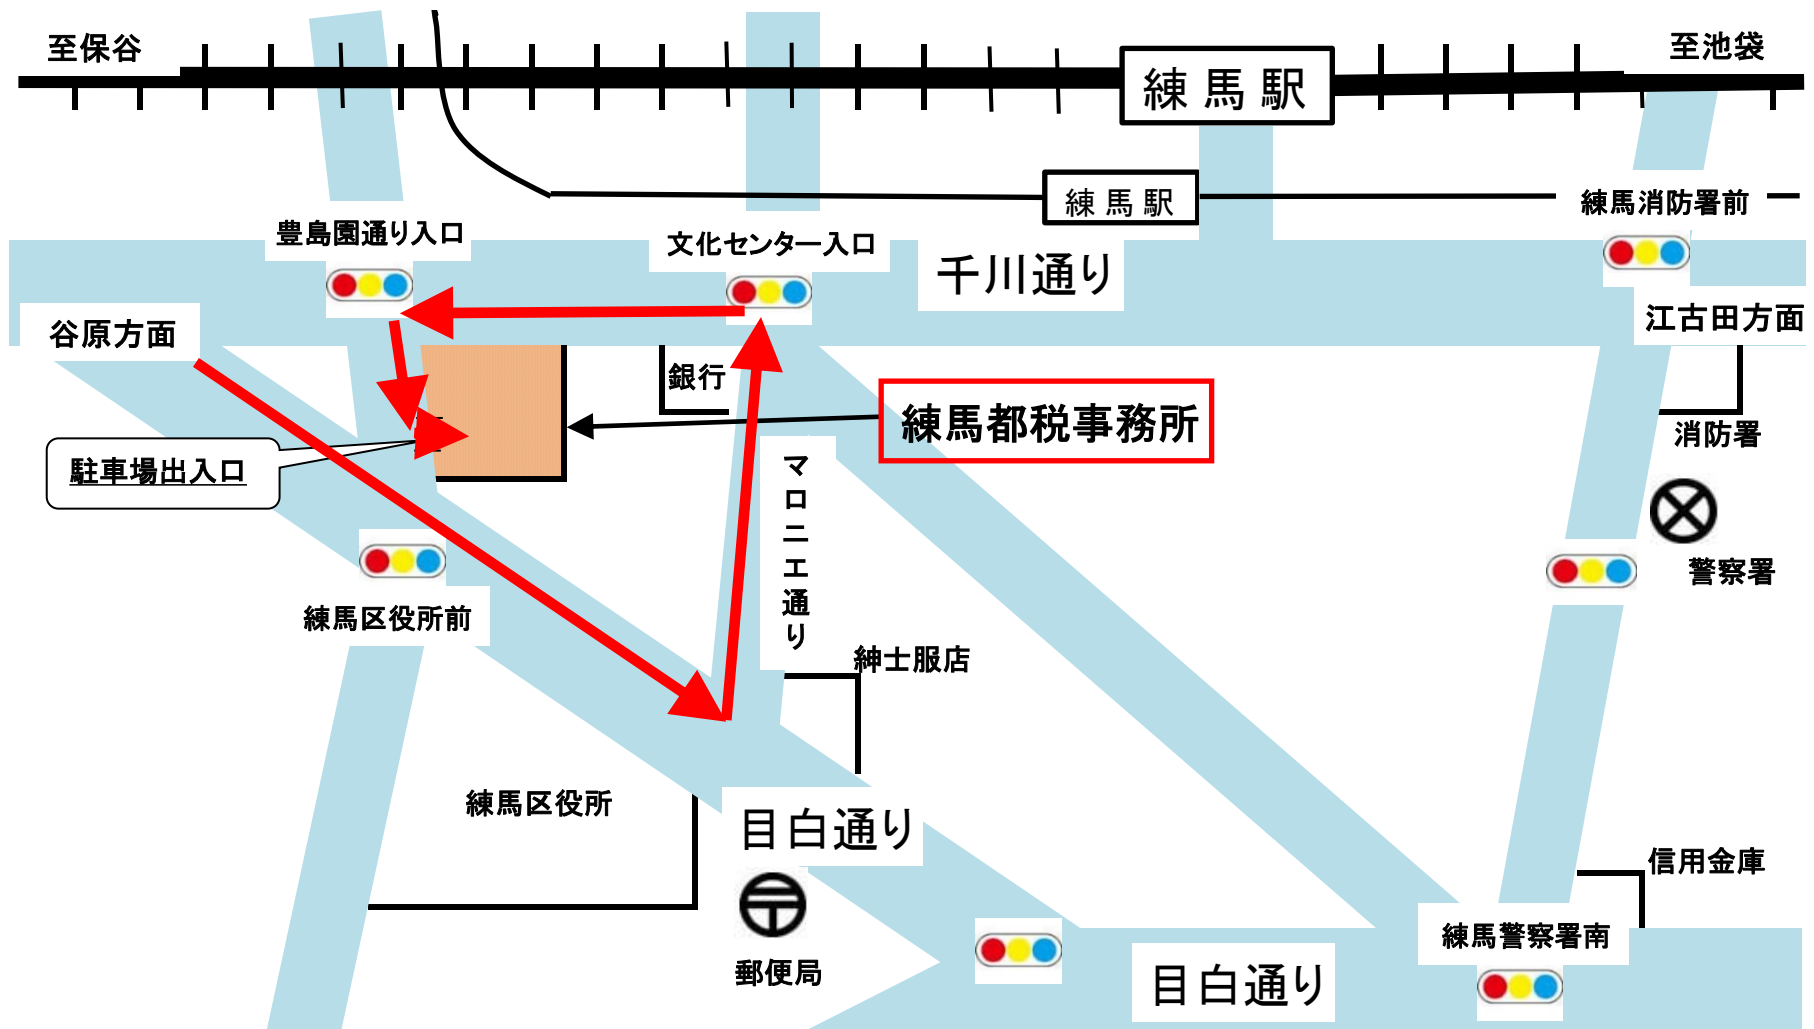 至保谷
至池袋
練馬駅
練馬駅
練馬消防署前
豊島園通り入口
文化センター入口
千川通り
江古田方面
谷原方面
銀行
練馬都税事務所
消防署
駐車場出入口
マロニエ通り
警察署
練馬区役所前
紳士服店
練馬区役所
目白通り
信用金庫
練馬警察署南
郵便局
目白通り